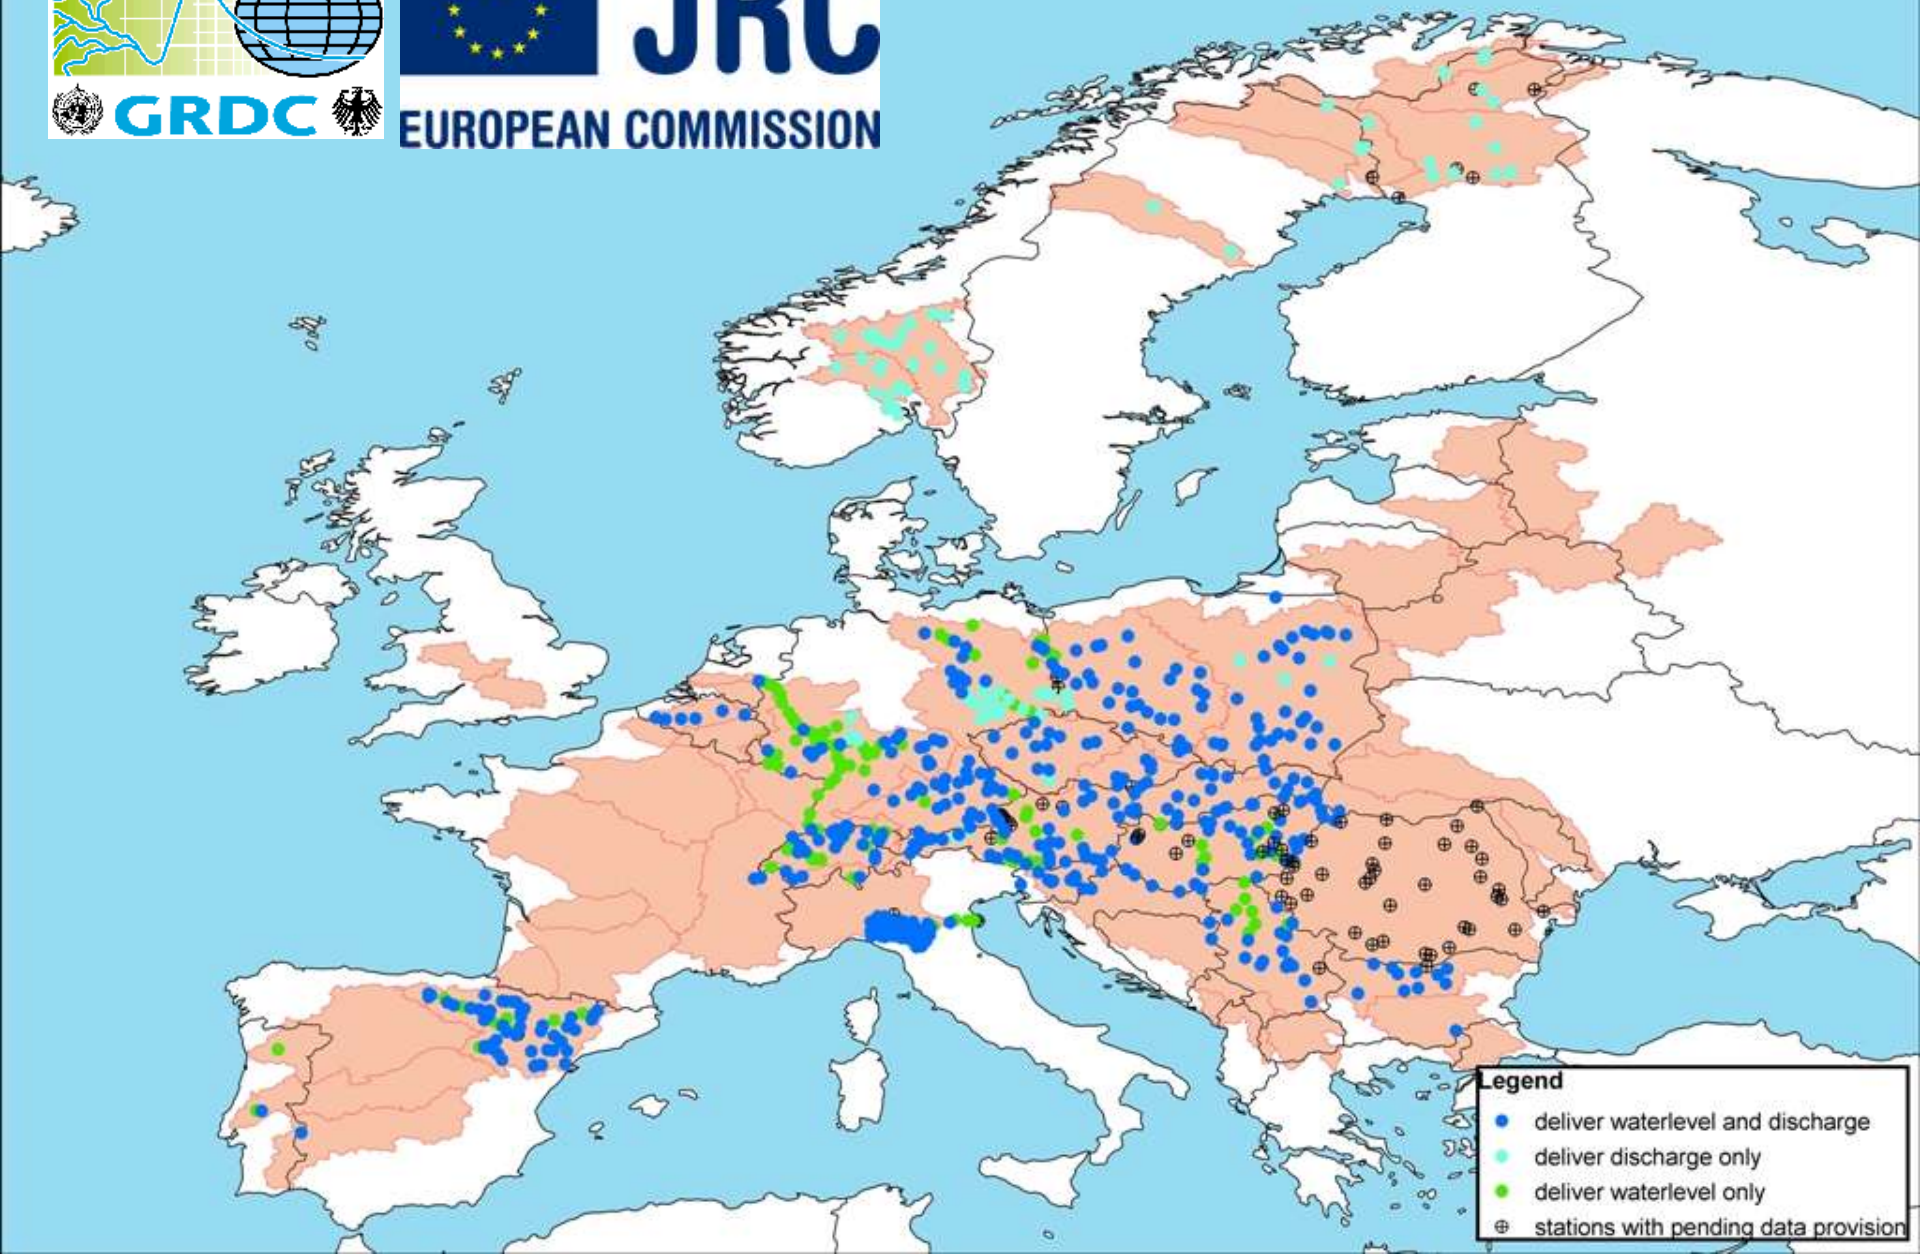 JRC
GRDC
EUROPEAN COMMISSION
Legend
deliver waterlevel and discharge
deliver discharge only
deliver waterlevel only
stations with pending data provision